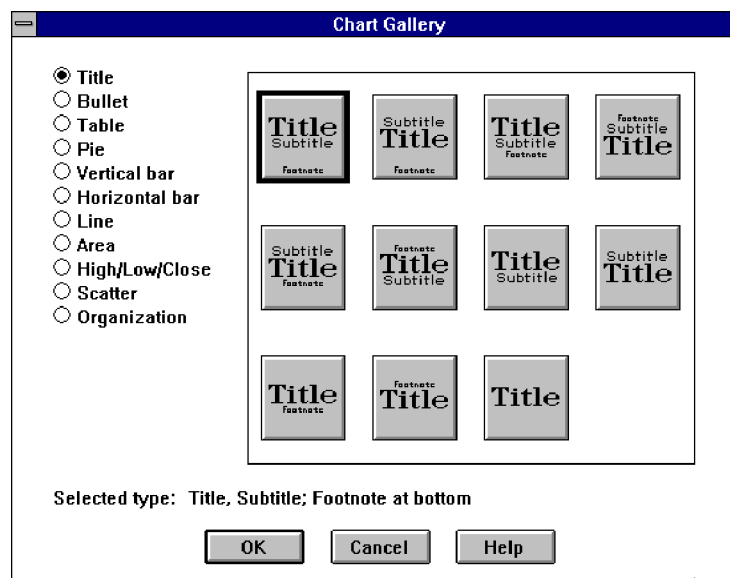 Chart Gallery
Title
Bullet
Table
Pie
Vertical bar
Horizontal bar
Line
Area
High/Low/Close
Scatter
Organization
Title
Subtitle
Footnote
Subtitle
Title
Footnote
Title
Subtitle
Footnote
Footnote
Subtitle
Title
Subtitle
Title
Footnote
Footnote
Title
Subtitle
Title
Subtitle
Subtitle
Title
Title
Footnote
Footnote
Title
Title
Selected type: Title, Subtitle; Footnote at bottom
OK
Cancel
Help